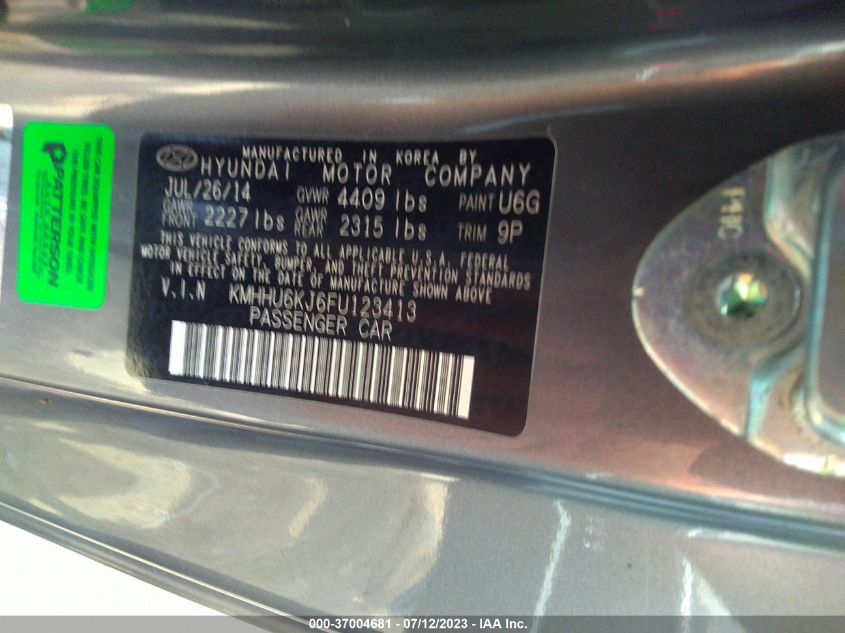 MANUFACTURED IN KOREA BY
HYUNDAI MOTOR COMPANY
JUL/26/14 GVWR 4409 lbs PAINT U6G
GAWR FRONT 2227 lbs GAWR REAR 2315 lbs TRIM 9P
THIS VEHICLE CONFORMS TO ALL APPLICABLE U.S.A. FEDERAL
MOTOR VEHICLE SAFETY, BUMPER, AND THEFT PREVENTION STANDARDS
IN EFFECT ON THE DATE OF MANUFACTURE SHOWN ABOVE
V.I.N KMHHU6KJ6FU123413
PASSENGER CAR
PATTERSON
000-37004681 - 07/12/2023 - IAA Inc.